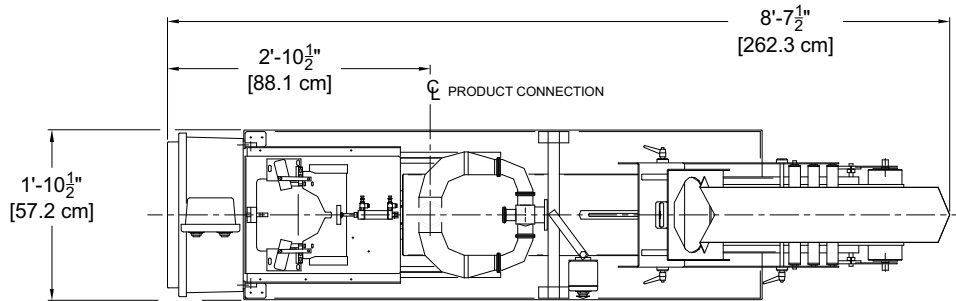 8'-7½"
[262.3 cm]
2'-10½"
[88.1 cm]
℄ PRODUCT CONNECTION
1'-10½"
[57.2 cm]